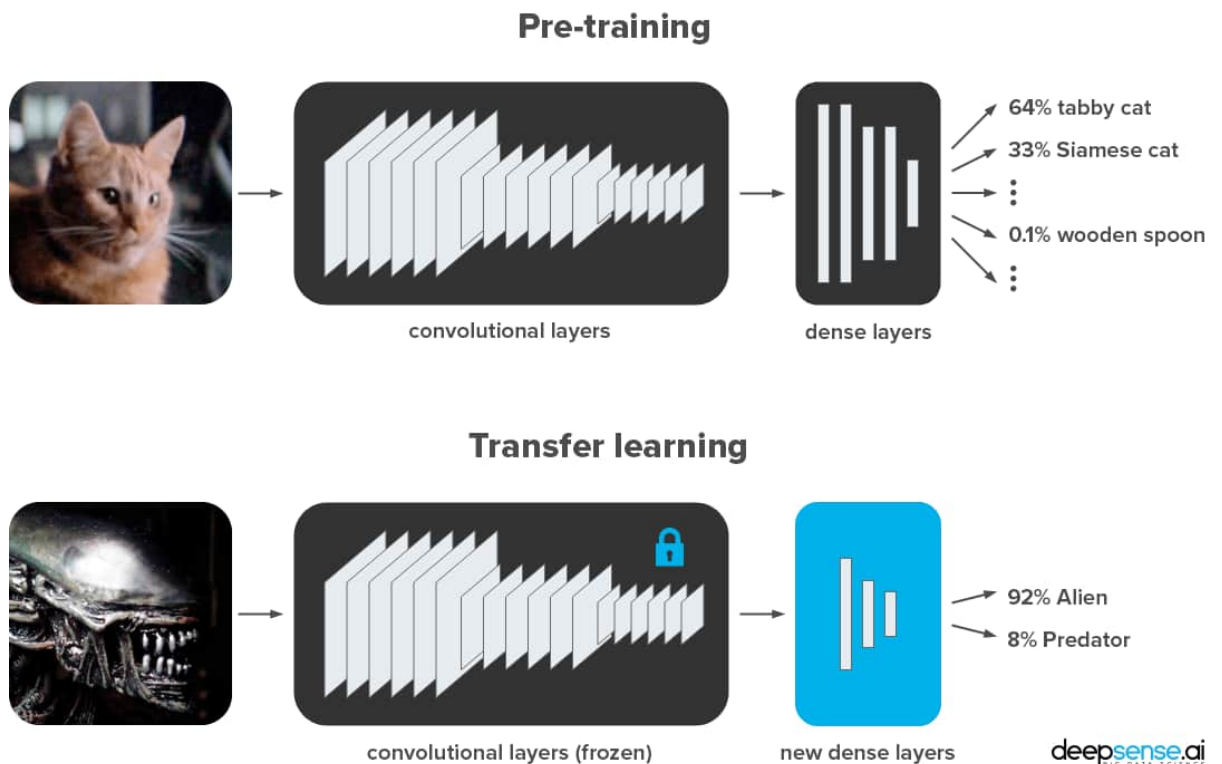 Pre-training
64% tabby cat
33% Siamese cat
0.1% wooden spoon
convolutional layers
dense layers
Transfer learning
92% Alien
8% Predator
convolutional layers (frozen)
new dense layers
deepsense.ai